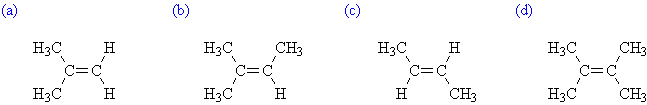 (a) (b) (c) (d)
H3C H H3C CH3 H3C H H3C CH3
C=C C=C C=C C=C
H3C H H3C H H CH3 H3C CH3